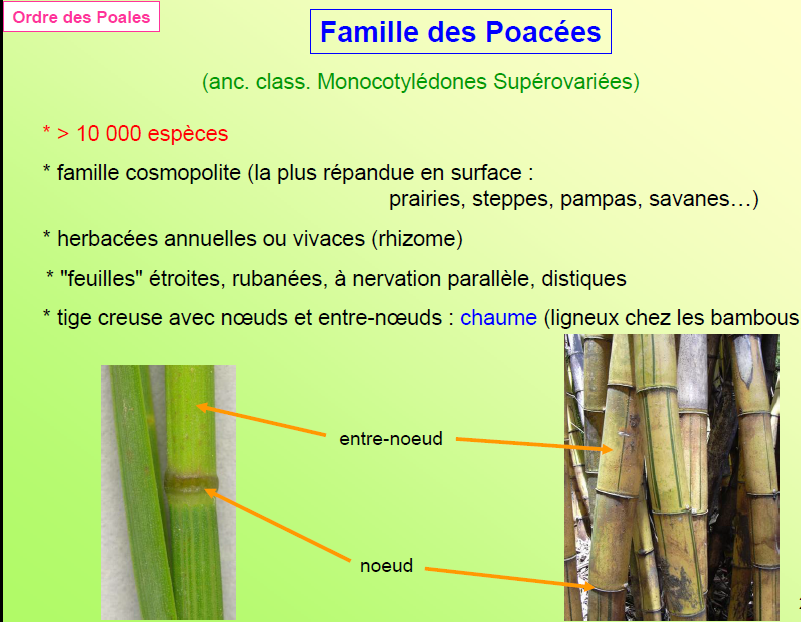 Ordre des Poales
Famille des Poacées
(anc. class. Monocotylédones Supérovariées)
* > 10 000 espèces
* famille cosmopolite (la plus répandue en surface :
prairies, steppes, pampas, savanes…)
* herbacées annuelles ou vivaces (rhizome)
* "feuilles" étroites, rubanées, à nervation parallèle, distiques
* tige creuse avec nœuds et entre-nœuds : chaume (ligneux chez les bambous
entre-noeud
noeud